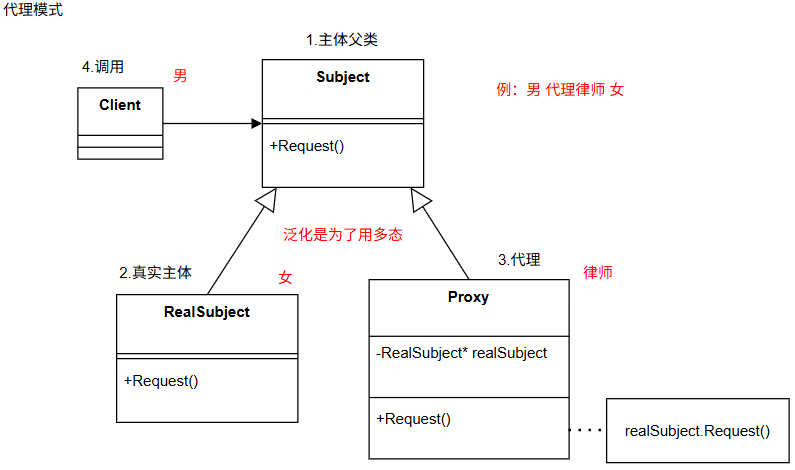 代理模式
1.主体父类
4.调用
男
Subject
例：男 代理律师 女
Client
+Request()
泛化是为了用多态
2.真实主体
女
3.代理
律师
RealSubject
Proxy
-RealSubject* realSubject
+Request()
+Request()
realSubject.Request()